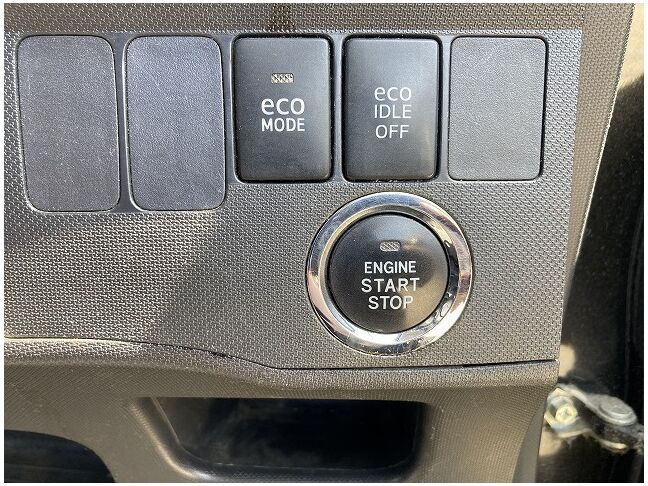 eco
MODE
eco
IDLE
OFF
ENGINE
START
STOP